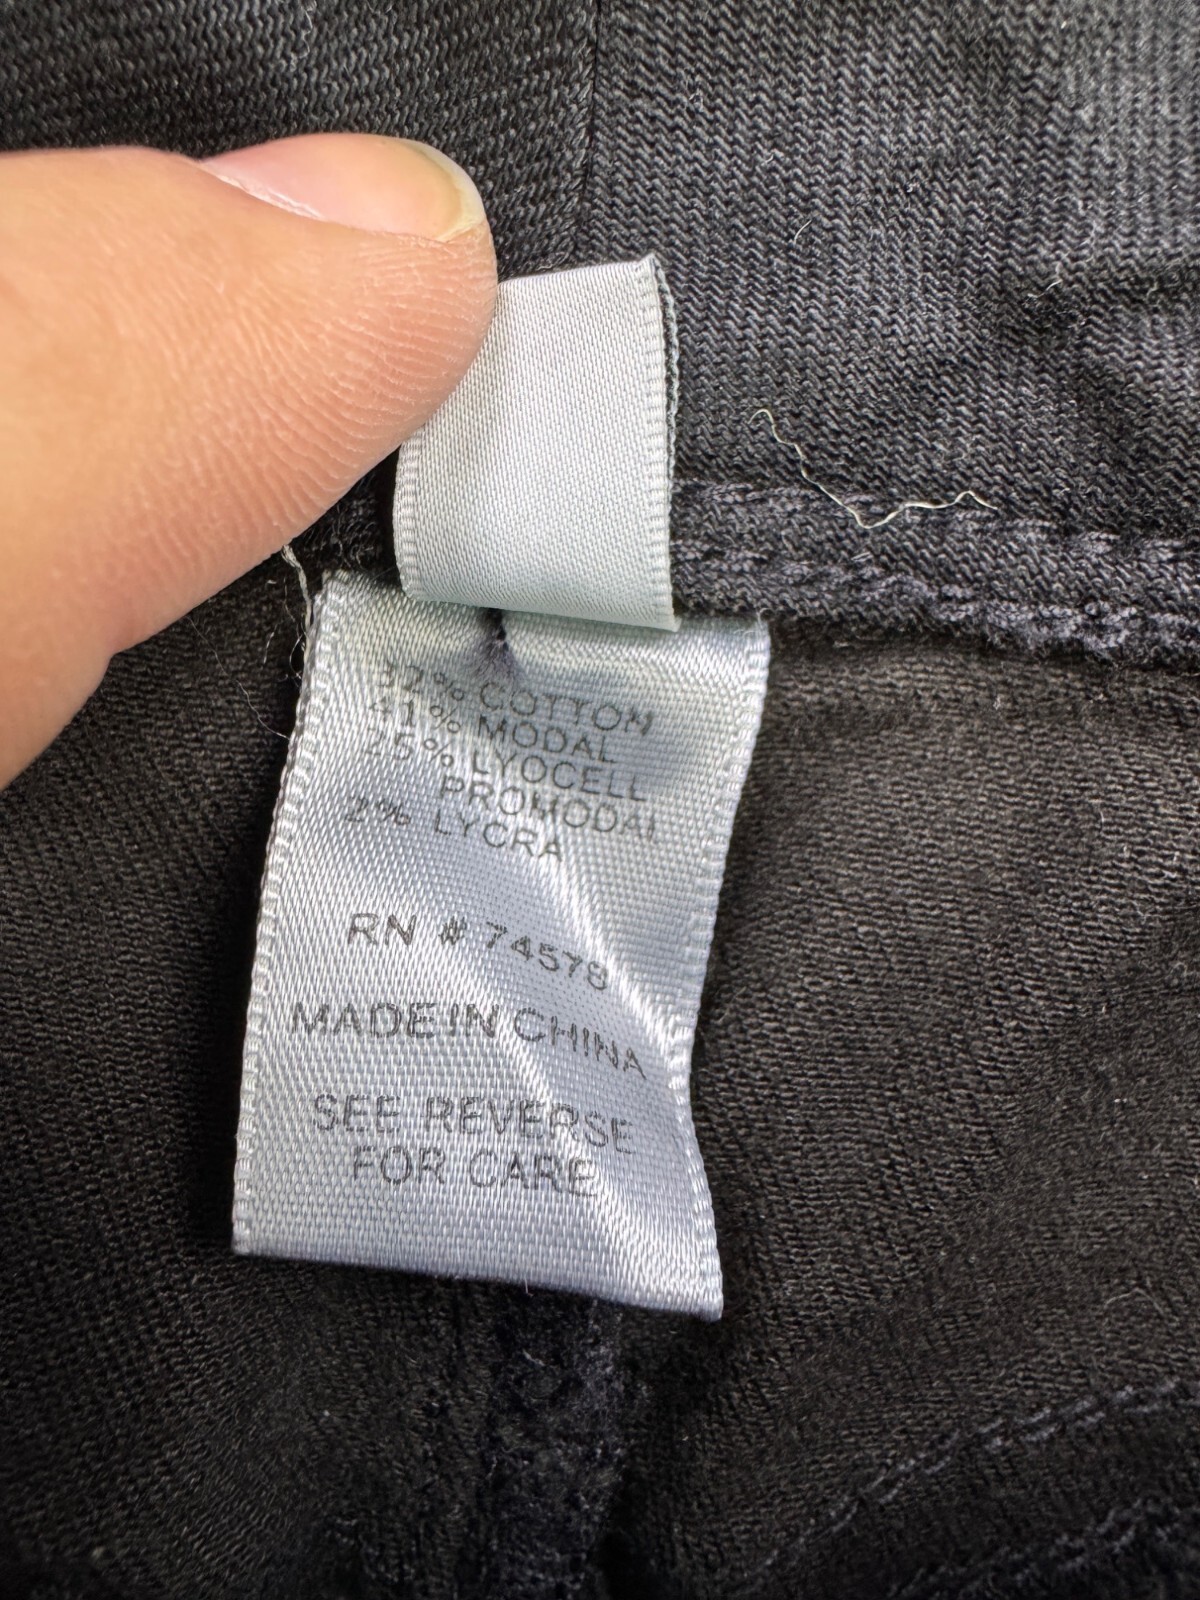 32% COTTON
41% MODAL
25% LYOCELL
PROMODAL
2% LYCRA
RN # 74578
MADE IN CHINA
SEE REVERSE
FOR CARE